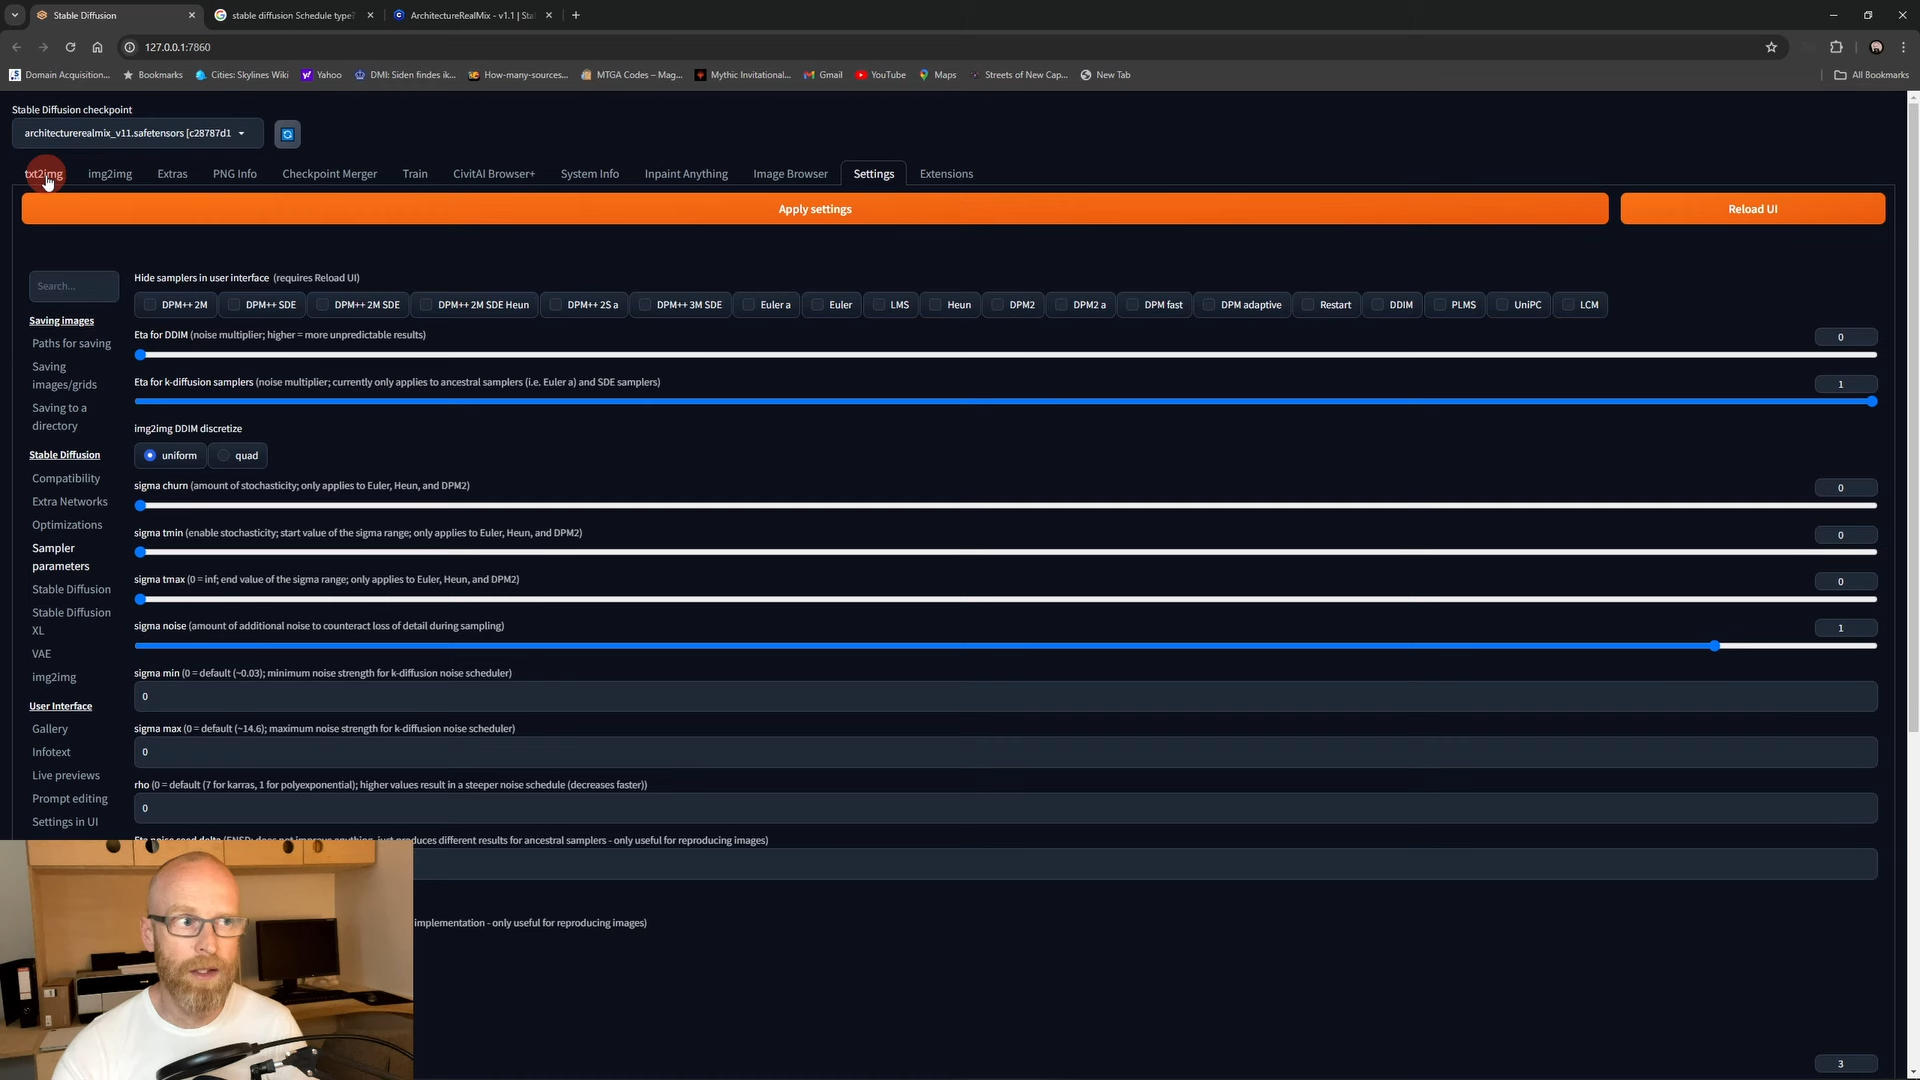 Stable Diffusion
stable diffusion Schedule type?
ArchitectureRealMix - v1.1 | Sta
127.0.0.1:7860
Domain Acquisition...
Bookmarks
Cities: Skylines Wiki
Yahoo
DMI: Siden findes ik...
How-many-sources...
MTGA Codes – Mag...
Mythic Invitational...
Gmail
YouTube
Maps
Streets of New Cap...
New Tab
All Bookmarks
Stable Diffusion checkpoint
architecturerealmix_v11.safetensors [c28787d1
txt2img
img2img
Extras
PNG Info
Checkpoint Merger
Train
CivitAI Browser+
System Info
Inpaint Anything
Image Browser
Settings
Extensions
Apply settings
Reload UI
Search...
Saving images
Paths for saving
Saving
images/grids
Saving to a
directory
Stable Diffusion
Compatibility
Extra Networks
Optimizations
Sampler
parameters
Stable Diffusion
Stable Diffusion
XL
VAE
img2img
User Interface
Gallery
Infotext
Live previews
Prompt editing
Settings in UI
Hide samplers in user interface (requires Reload UI)
DPM++ 2M
DPM++ SDE
DPM++ 2M SDE
DPM++ 2M SDE Heun
DPM++ 2S a
DPM++ 3M SDE
Euler a
Euler
LMS
Heun
DPM2
DPM2 a
DPM fast
DPM adaptive
Restart
DDIM
PLMS
UniPC
LCM
Eta for DDIM (noise multiplier; higher = more unpredictable results)
0
Eta for k-diffusion samplers (noise multiplier; currently only applies to ancestral samplers (i.e. Euler a) and SDE samplers)
1
img2img DDIM discretize
uniform
quad
sigma churn (amount of stochasticity; only applies to Euler, Heun, and DPM2)
0
sigma tmin (enable stochasticity; start value of the sigma range; only applies to Euler, Heun, and DPM2)
0
sigma tmax (0 = inf; end value of the sigma range; only applies to Euler, Heun, and DPM2)
0
sigma noise (amount of additional noise to counteract loss of detail during sampling)
1
sigma min (0 = default (~0.03); minimum noise strength for k-diffusion noise scheduler)
0
sigma max (0 = default (~14.6); maximum noise strength for k-diffusion noise scheduler)
0
rho (0 = default (7 for karras, 1 for polyexponential); higher values result in a steeper noise schedule (decreases faster))
0
Eta noise seed delta (ENSD; does not improve anything, just produces different results for ancestral samplers - only useful for reproducing images)
implementation - only useful for reproducing images)
3